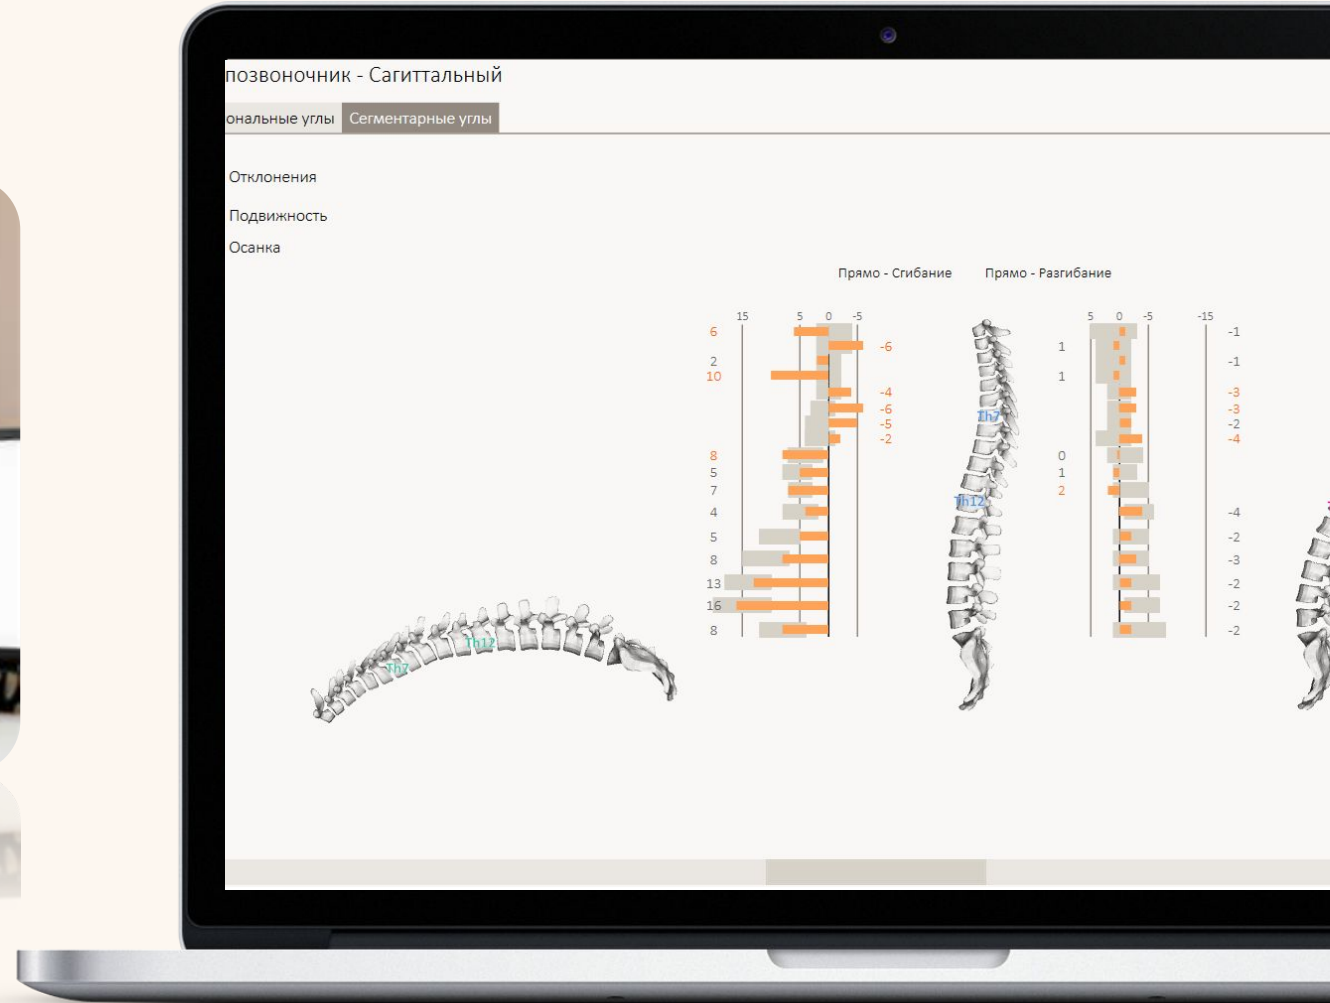 позвоночник - Сагиттальный
ональные углы Сегментарные углы
Отклонения
Подвижность
Осанка
Прямо - Сгибание Прямо - Разгибание
15 5 0 -5 5 0 -5 -15
6 -1
-6 1
2 -1
10 1
-4 -3
-6 -3
-5 -2
-2 -4
8 0
5 1
7 2
4 -4
5 -2
8 -3
13 -2
16 -2
8 -2
Th7
Th12
Th12
Th7